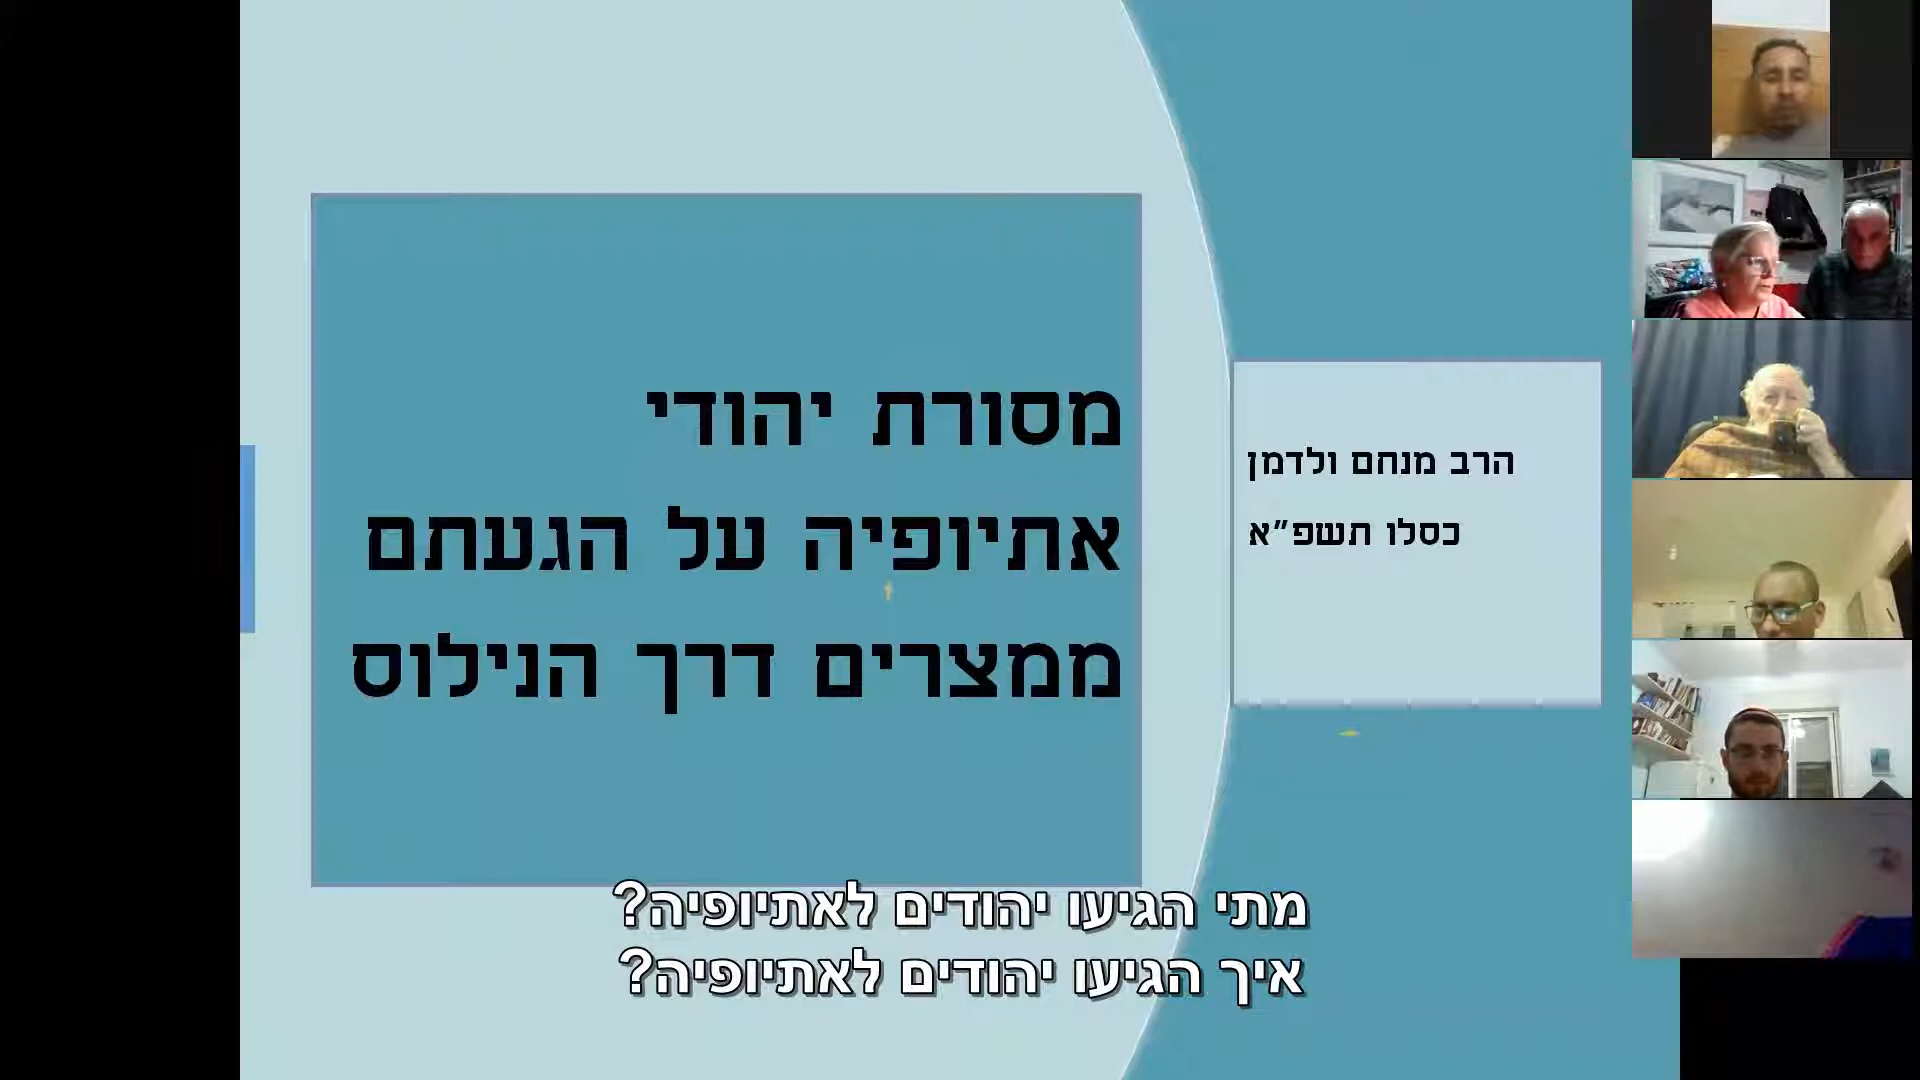 מסורת יהודי
אתיופיה על הגעתם
ממצרים דרך הנילוס
הרב מנחם ולדמן
כסלו תשפ״א
מתי הגיעו יהודים לאתיופיה?
איך הגיעו יהודים לאתיופיה?